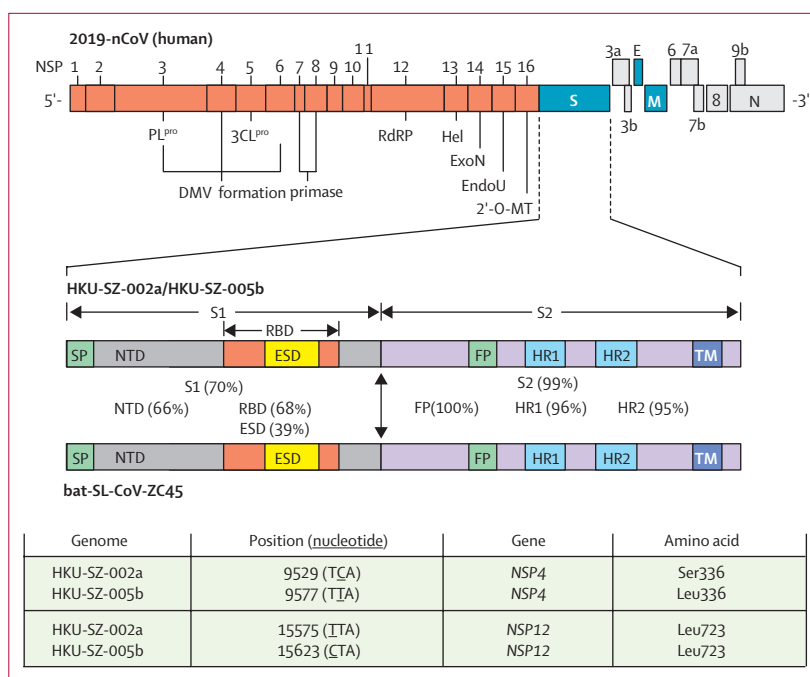 2019-nCoV (human)
NSP 1 2 3 4 5 6 7 8 9 10 11 12 13 14 15 16
3a E 6 7a 9b
5'- S M 8 N -3'
3b 7b
PLpro 3CLpro RdRP Hel
ExoN
DMV formation primase EndoU
2'-O-MT
HKU-SZ-002a/HKU-SZ-005b
S1 S2
RBD
SP NTD ESD FP HR1 HR2 TM
S1 (70%) S2 (99%)
NTD (66%) RBD (68%) FP(100%) HR1 (96%) HR2 (95%)
ESD (39%)
SP NTD ESD FP HR1 HR2 TM
bat-SL-CoV-ZC45
Genome Position (nucleotide) Gene Amino acid
HKU-SZ-002a 9529 (TCA) NSP4 Ser336
HKU-SZ-005b 9577 (TTA) NSP4 Leu336
HKU-SZ-002a 15575 (TTA) NSP12 Leu723
HKU-SZ-005b 15623 (CTA) NSP12 Leu723